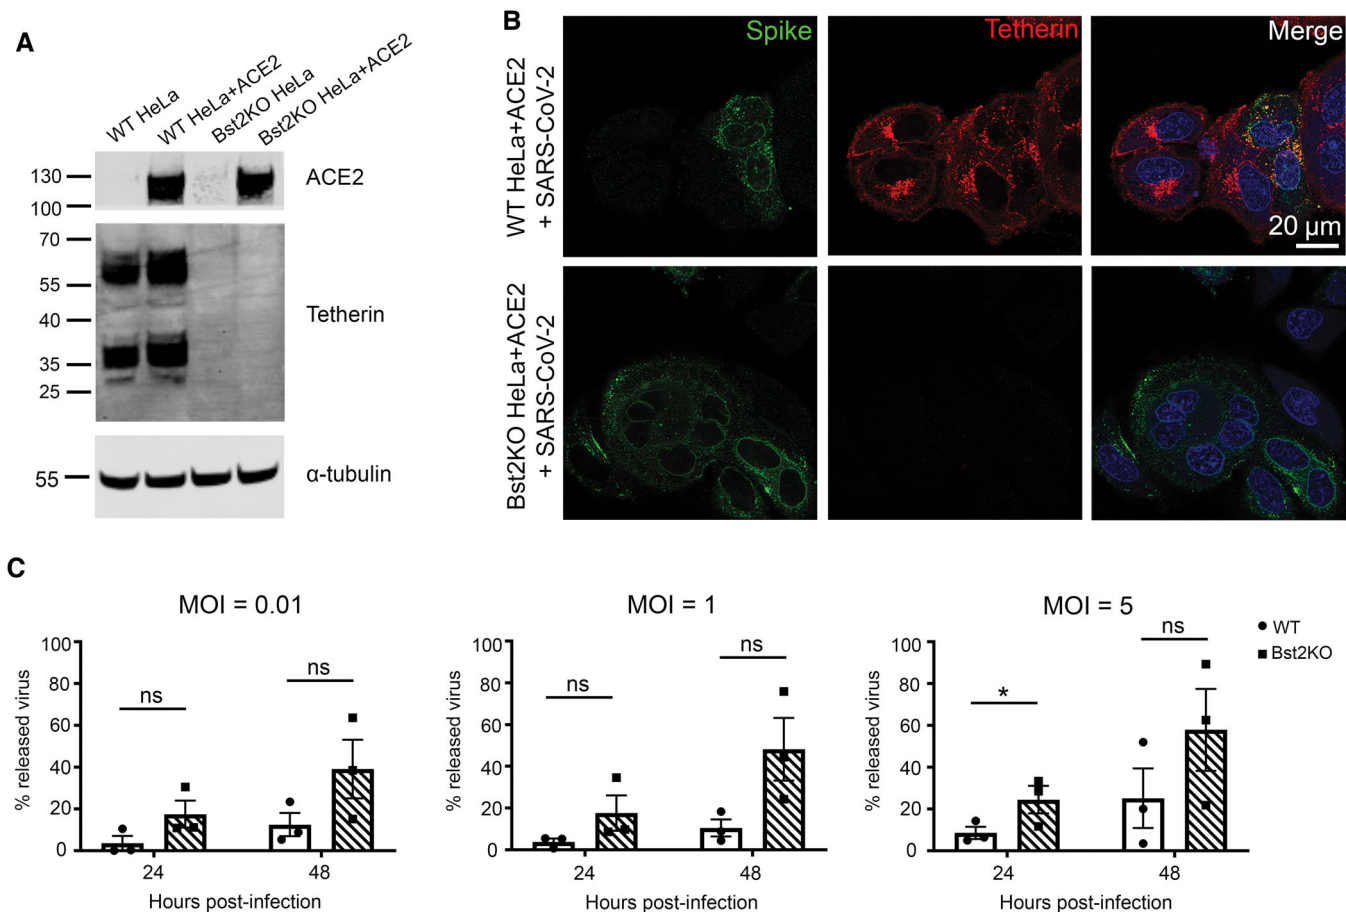 A
WT HeLa
WT HeLa+ACE2
Bst2KO HeLa
Bst2KO HeLa+ACE2
130
100
ACE2
70
55
40
35
25
Tetherin
55
α-tubulin
B
Spike
Tetherin
Merge
WT HeLa+ACE2
+ SARS-CoV-2
20 μm
Bst2KO HeLa+ACE2
+ SARS-CoV-2
C
MOI = 0.01
% released virus
100
80
60
40
20
0
ns
ns
24
48
Hours post-infection
MOI = 1
% released virus
100
80
60
40
20
0
ns
ns
24
48
Hours post-infection
MOI = 5
% released virus
100
80
60
40
20
0
*
ns
24
48
Hours post-infection
WT
Bst2KO